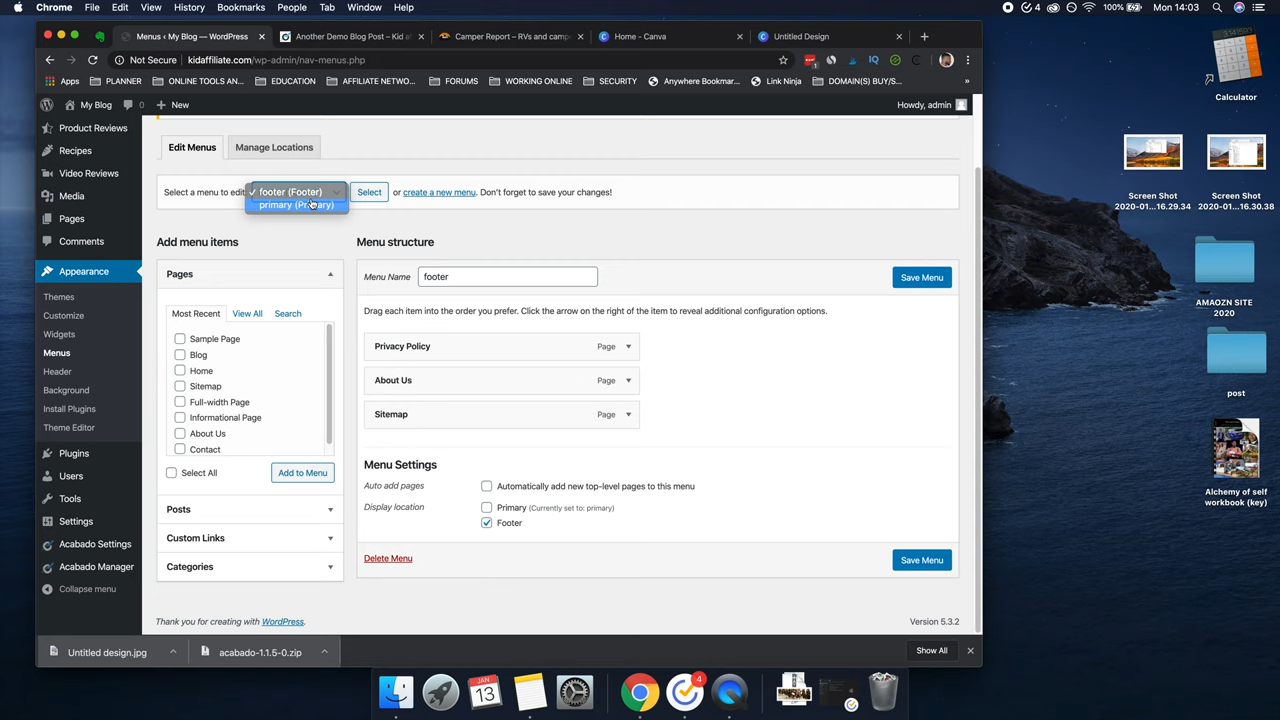 Chrome File Edit View History Bookmarks People Tab Window Help
4 100% Mon 14:03
Menus ‹ My Blog — WordPress
Another Demo Blog Post – Kid af
Camper Report – RVs and camp
Home - Canva
Untitled Design
Not Secure kidaffiliate.com/wp-admin/nav-menus.php
Apps PLANNER ONLINE TOOLS AN... EDUCATION AFFILIATE NETWO... FORUMS WORKING ONLINE SECURITY Anywhere Bookmar... Link Ninja DOMAIN(S) BUY/S... »
My Blog 0 New
Howdy, admin
Product Reviews
Recipes
Video Reviews
Media
Pages
Comments
Appearance
Themes
Customize
Widgets
Menus
Header
Background
Install Plugins
Theme Editor
Plugins
Users
Tools
Settings
Acabado Settings
Acabado Manager
Collapse menu
Edit Menus Manage Locations
Select a menu to edit footer (Footer) Select or create a new menu. Don't forget to save your changes!
primary (Primary)
Add menu items
Pages
Most Recent View All Search
Sample Page
Blog
Home
Sitemap
Full-width Page
Informational Page
About Us
Contact
Select All Add to Menu
Posts
Custom Links
Categories
Menu structure
Menu Name footer Save Menu
Drag each item into the order you prefer. Click the arrow on the right of the item to reveal additional configuration options.
Privacy Policy Page
About Us Page
Sitemap Page
Menu Settings
Auto add pages Automatically add new top-level pages to this menu
Display location Primary (Currently set to: primary)
Footer
Delete Menu Save Menu
Thank you for creating with WordPress. Version 5.3.2
Untitled design.jpg acabado-1.1.5-0.zip Show All
Calculator
Screen Shot
2020-01...16.29.34
Screen Shot
2020-01...16.30.38
AMAOZN SITE
2020
post
Alchemy of self
workbook (key)
JAN
13
4